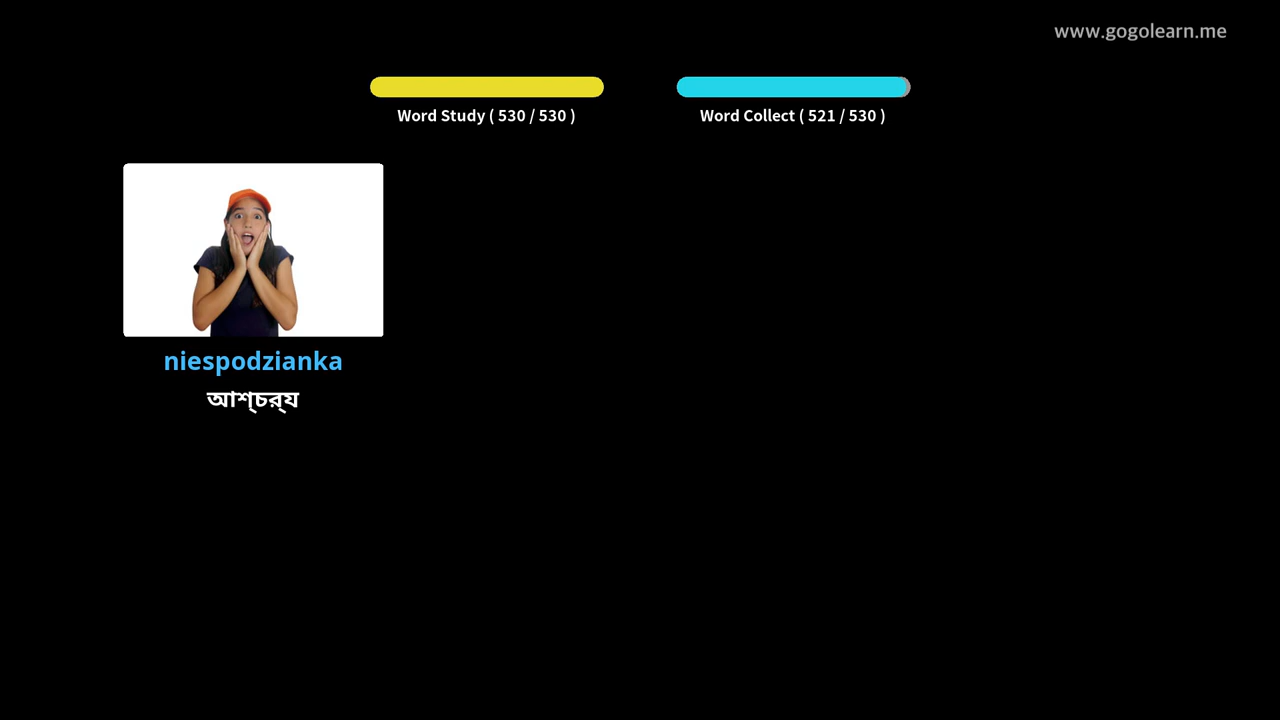 www.gogolearn.me
Word Study ( 530 / 530 )
Word Collect ( 521 / 530 )
niespodzianka
আশ্চর্য